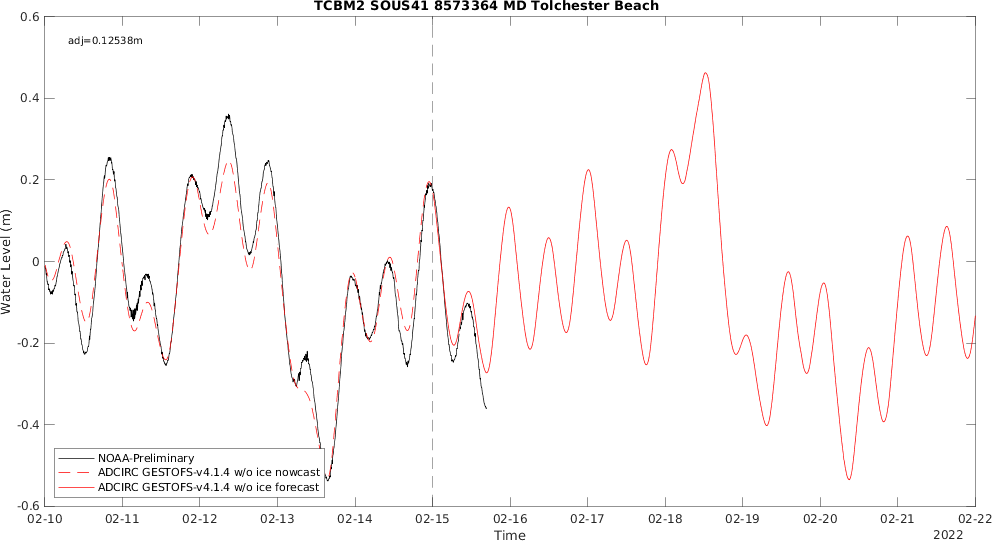 TCBM2 SOUS41 8573364 MD Tolchester Beach
adj=0.12538m
0.6
0.4
0.2
0
-0.2
-0.4
-0.6
Water Level (m)
NOAA-Preliminary
ADCIRC GESTOFS-v4.1.4 w/o ice nowcast
ADCIRC GESTOFS-v4.1.4 w/o ice forecast
02-10 02-11 02-12 02-13 02-14 02-15 02-16 02-17 02-18 02-19 02-20 02-21 02-22
Time
2022